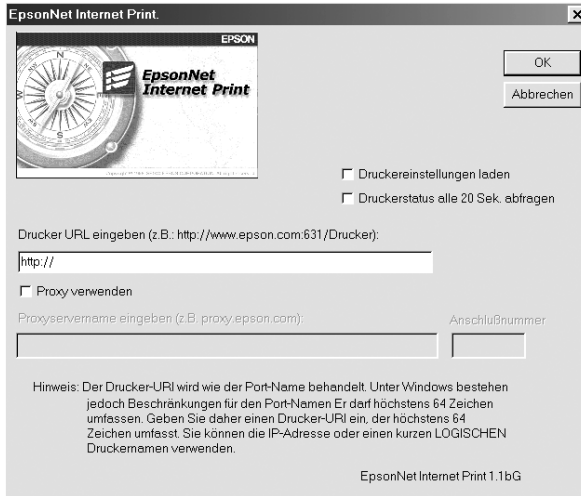 EpsonNet Internet Print.
EPSON
N
EpsonNet
Internet Print
OK
Abbrechen
Druckereinstellungen laden
Druckerstatus alle 20 Sek. abfragen
Drucker URL eingeben (z.B.: http://www.epson.com:631/Drucker):
http://
Proxy verwenden
Proxyservername eingeben (z.B. proxy.epson.com):
Anschlußnummer
Hinweis: Der Drucker-URI wird wie der Port-Name behandelt. Unter Windows bestehen
jedoch Beschränkungen für den Port-Namen Er darf höchstens 64 Zeichen
umfassen. Geben Sie daher einen Drucker-URI ein, der höchstens 64
Zeichen umfasst. Sie können die IP-Adresse oder einen kurzen LOGISCHEN
Druckernamen verwenden.
EpsonNet Internet Print 1.1bG